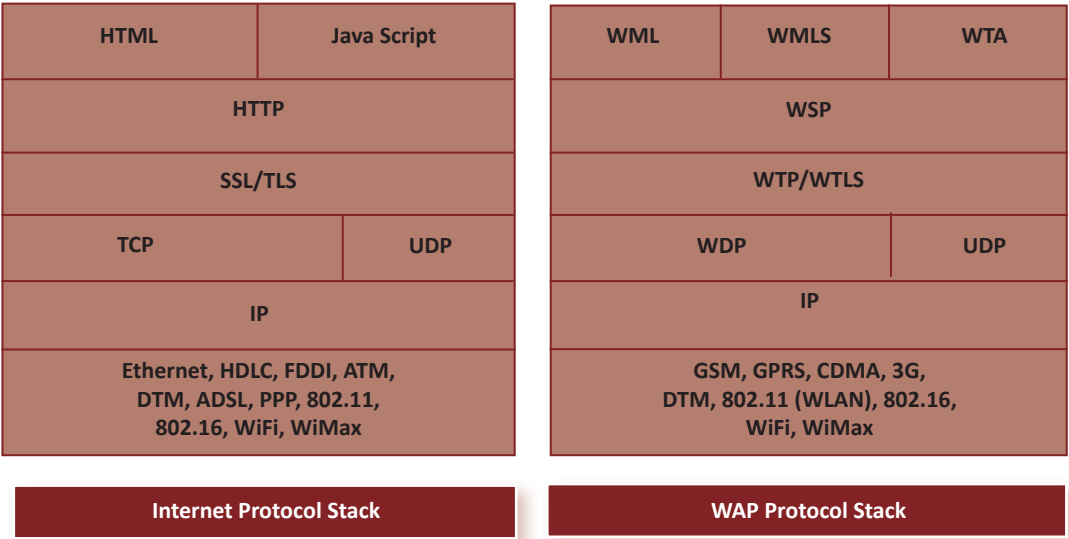 HTML
Java Script
HTTP
SSL/TLS
TCP
UDP
IP
Ethernet, HDLC, FDDI, ATM,
DTM, ADSL, PPP, 802.11,
802.16, WiFi, WiMax
Internet Protocol Stack
WML
WMLS
WTA
WSP
WTP/WTLS
WDP
UDP
IP
GSM, GPRS, CDMA, 3G,
DTM, 802.11 (WLAN), 802.16,
WiFi, WiMax
WAP Protocol Stack